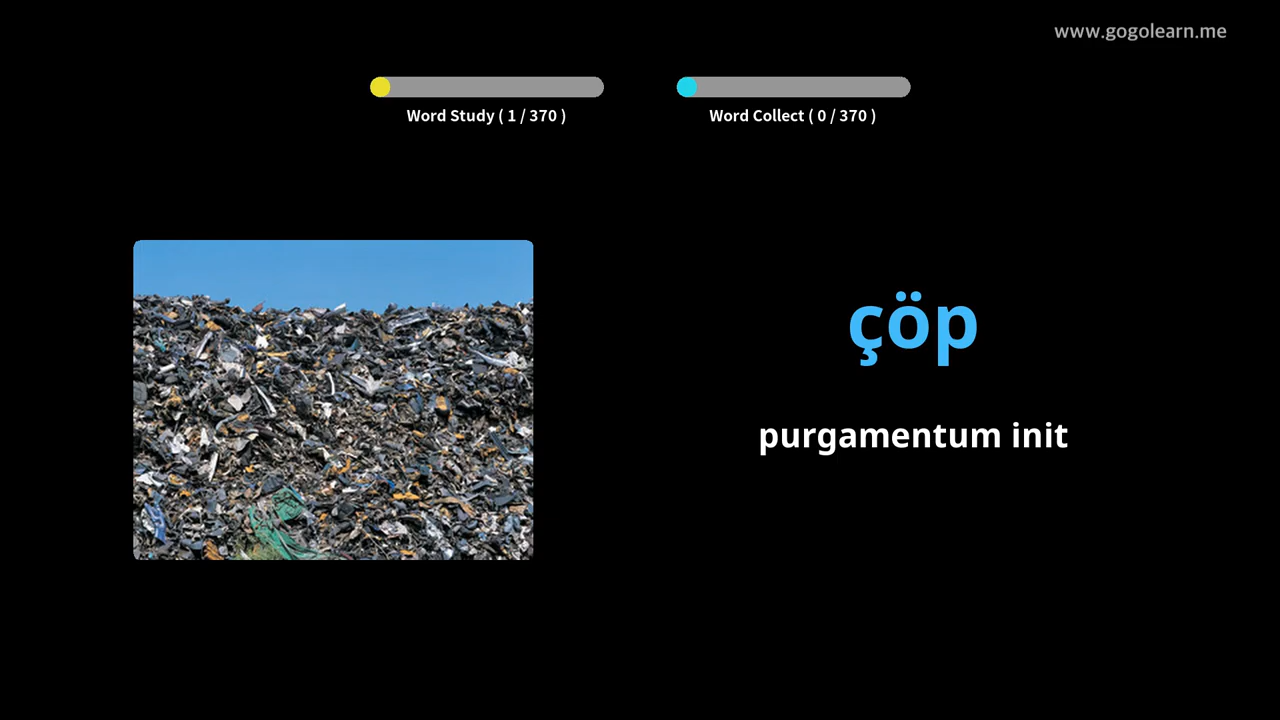 www.gogolearn.me
Word Study ( 1 / 370 )
Word Collect ( 0 / 370 )
çöp
purgamentum init